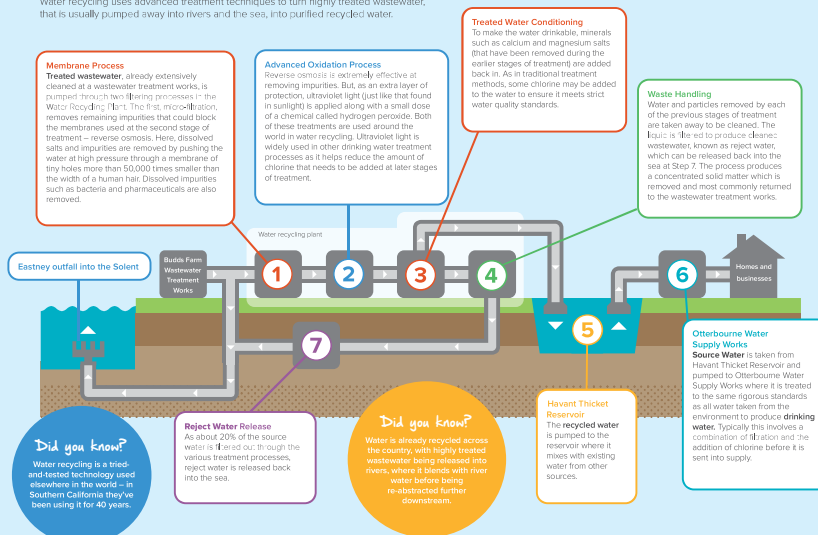 Water recycling uses advanced treatment techniques to turn highly treated wastewater,
that is usually pumped away into rivers and the sea, into purified recycled water.
Membrane Process
Treated wastewater, already extensively
cleaned at a wastewater treatment works, is
pumped through two filtering processes in the
Water Recycling Plant. The first, micro-filtration,
removes remaining impurities that could block
the membranes used at the second stage of
treatment – reverse osmosis. Here, dissolved
salts and impurities are removed by pushing the
water at high pressure through a membrane of
tiny holes more than 50,000 times smaller than
the width of a human hair. Dissolved impurities
such as bacteria and pharmaceuticals are also
removed.
Advanced Oxidation Process
Reverse osmosis is extremely effective at
removing impurities. But, as an extra layer of
protection, ultraviolet light (just like that found
in sunlight) is applied along with a small dose
of a chemical called hydrogen peroxide. Both
of these treatments are used around the
world in water recycling. Ultraviolet light is
widely used in other drinking water treatment
processes as it helps reduce the amount of
chlorine that needs to be added at later stages
of treatment.
Treated Water Conditioning
To make the water drinkable, minerals
such as calcium and magnesium salts
(that have been removed during the
earlier stages of treatment) are added
back in. As in traditional treatment
methods, some chlorine may be added
to the water to ensure it meets strict
water quality standards.
Waste Handling
Water and particles removed by each
of the previous stages of treatment
are taken away to be cleaned. The
liquid is filtered to produce cleaned
wastewater, known as reject water,
which can be released back into the
sea at Step 7. The process produces
a concentrated solid matter which is
removed and most commonly returned
to the wastewater treatment works.
Water recycling plant
Eastney outfall into the Solent
Budds Farm
Wastewater
Treatment
Works
1
2
3
4
6
Homes and
businesses
5
7
Otterbourne Water
Supply Works
Source Water is taken from
Havant Thicket Reservoir and
pumped to Otterbourne Water
Supply Works where it is treated
to the same rigorous standards
as all water taken from the
environment to produce drinking
water. Typically this involves a
combination of filtration and the
addition of chlorine before it is
sent into supply.
Havant Thicket
Reservoir
The recycled water
is pumped to the
reservoir where it
mixes with existing
water from other
sources.
Reject Water Release
As about 20% of the source
water is filtered out through the
various treatment processes,
reject water is released back
into the sea.
Did you know?
Water recycling is a tried-
and-tested technology used
elsewhere in the world – in
Southern California they've
been using it for 40 years.
Did you know?
Water is already recycled across
the country, with highly treated
wastewater being released into
rivers, where it blends with river
water before being
re-abstracted further
downstream.